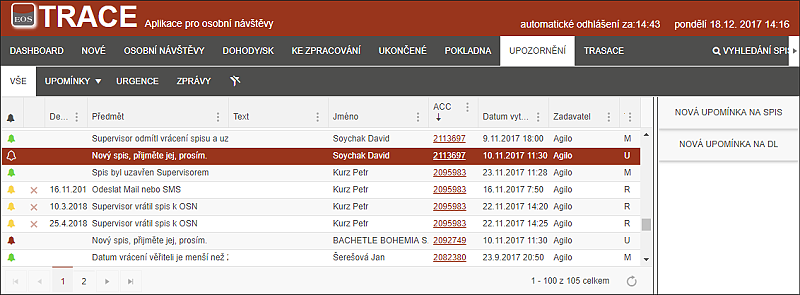 EOS TRACE Aplikace pro osobní návštěvy automatické odhlášení za:14:43 pondělí 18.12. 2017 14:16
DASHBOARD NOVÉ OSOBNÍ NÁVŠTĚVY DOHODY/SK KE ZPRACOVÁNÍ UKONČENÉ POKLADNA UPOZORNĚNÍ TRASACE VYHLEDÁNÍ SPIS
VŠE UPOMÍNKY URGENCE ZPRÁVY
De... Předmět Text Jméno ACC Datum vyt... Zadavatel
Supervisor odmítl vrácení spisu a uz Soychak David 2113697 9.11.2017 18:00 Agilo M
Nový spis, přijměte jej, prosím. Soychak David 2113697 10.11.2017 11:30 Agilo U
Spis byl uzavřen Supervisorem Kurz Petr 2095983 23.11.2017 11:28 Agilo M
16.11.201 Odeslat Mail nebo SMS Kurz Petr 2095983 16.11.2017 7:50 Agilo R
10.3.2018 Supervisor vrátil spis k OSN Kurz Petr 2095983 22.11.2017 14:20 Agilo R
25.4.2018 Supervisor vrátil spis k OSN Kurz Petr 2095983 22.11.2017 14:25 Agilo R
Nový spis, přijměte jej, prosím. BACHETLE BOHEMIA S. 2092749 10.11.2017 11:30 Agilo U
Datum vrácení věřiteli je menší než 2 Šerešová Jan 2082380 23.9.2017 20:50 Agilo M
1 2 1 - 100 z 105 celkem
NOVÁ UPOMÍNKA NA SPIS
NOVÁ UPOMÍNKA NA DL